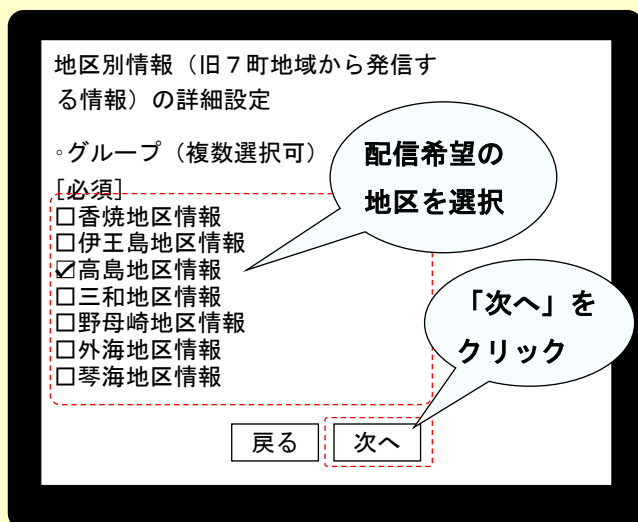 地区別情報（旧７町地域から発信す
る情報）の詳細設定
◦グループ（複数選択可）
[必須]
□香焼地区情報
□伊王島地区情報
☑高島地区情報
□三和地区情報
□野母崎地区情報
□外海地区情報
□琴海地区情報
配信希望の
地区を選択
「次へ」を
クリック
戻る
次へ